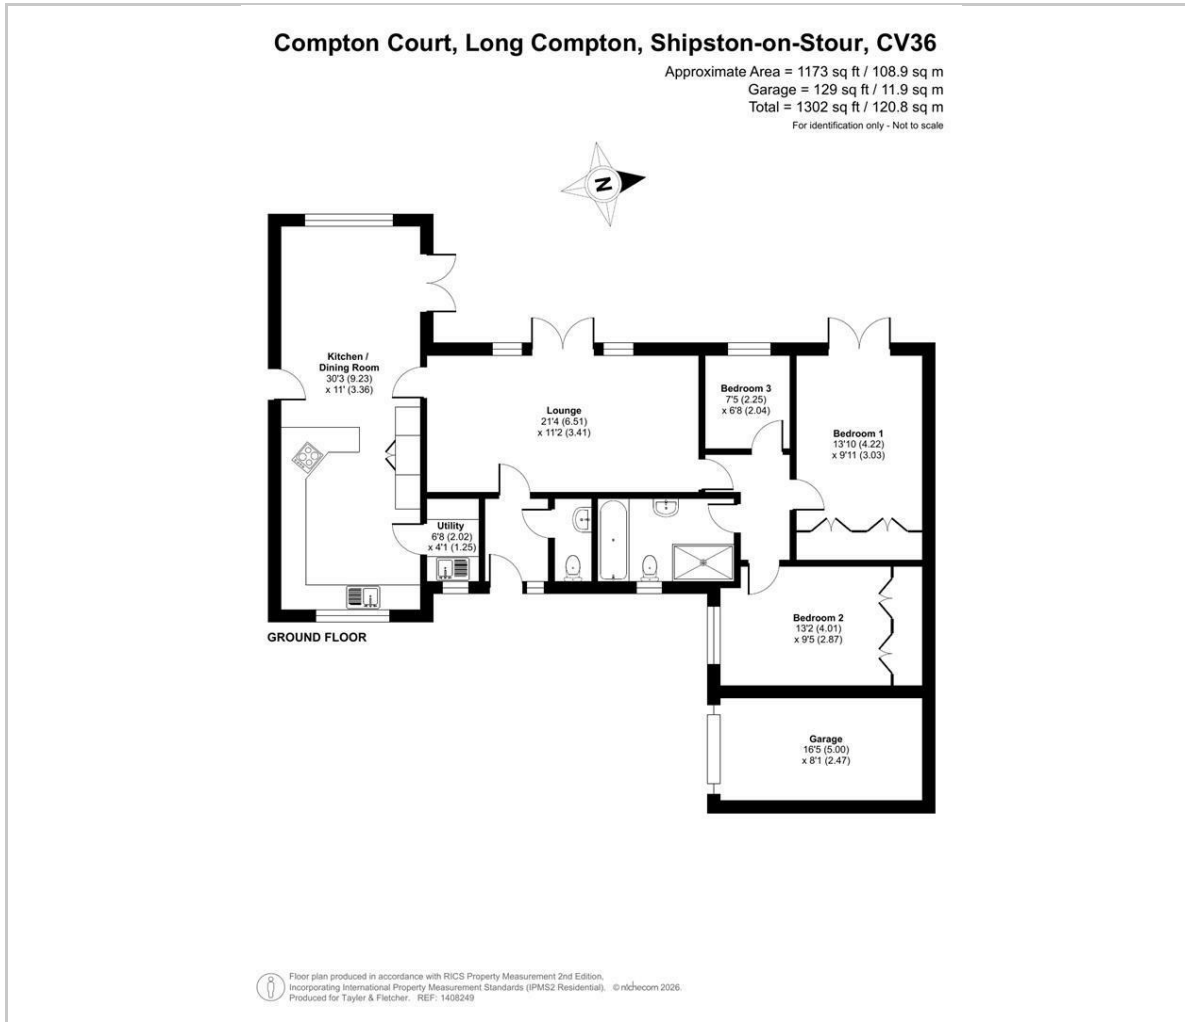 Compton Court, Long Compton, Shipston-on-Stour, CV36
Approximate Area = 1173 sq ft / 108.9 sq m
Garage = 129 sq ft / 11.9 sq m
Total = 1302 sq ft / 120.8 sq m
For identification only - Not to scale
N
Kitchen /
Dining Room
30'3 (9.23)
x 11' (3.36)
Lounge
21'4 (6.51)
x 11'2 (3.41)
Bedroom 3
7'5 (2.25)
x 6'8 (2.04)
Bedroom 1
13'10 (4.22)
x 9'11 (3.03)
Utility
6'8 (2.02)
x 4'1 (1.25)
Bedroom 2
13'2 (4.01)
x 9'5 (2.87)
GROUND FLOOR
Garage
16'5 (5.00)
x 8'1 (2.47)
Floor plan produced in accordance with RICS Property Measurement 2nd Edition,
Incorporating International Property Measurement Standards (IPMS2 Residential). © nichecom 2026.
Produced for Tayler & Fletcher. REF: 1408249